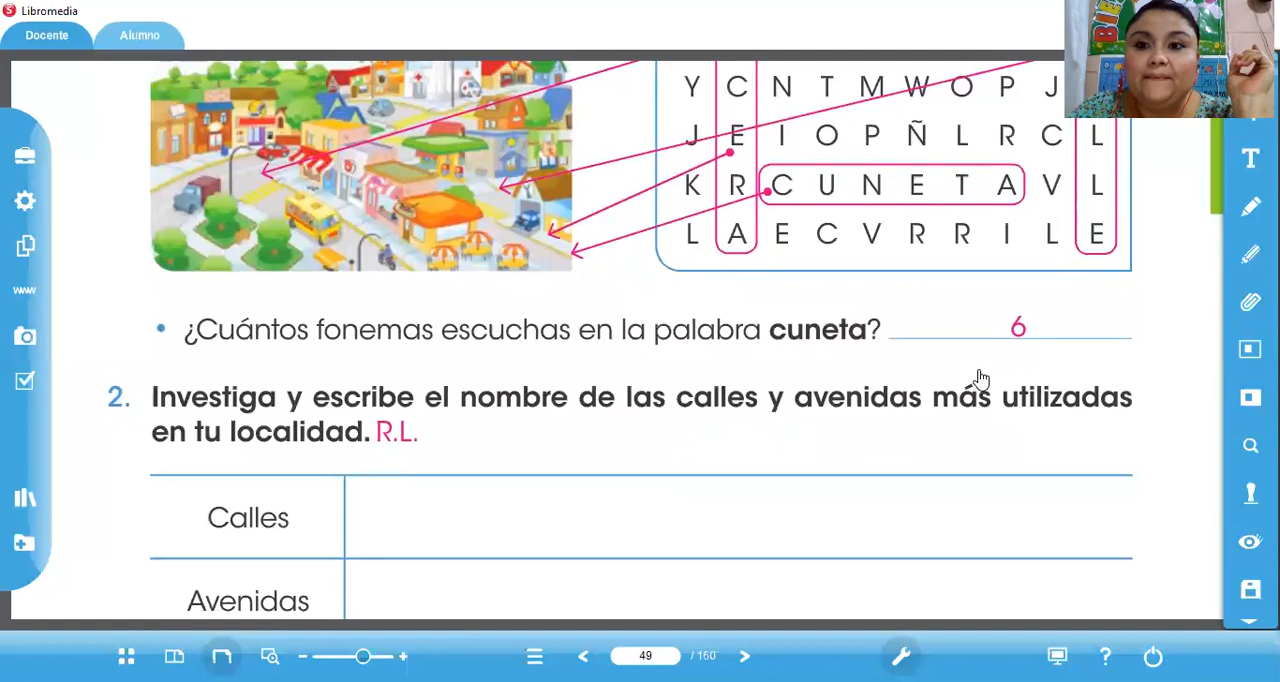 Libromedia
Docente
Alumno
BIE
Y C N T M W O P J
J E I O P Ñ L R C L
K R C U N E T A V L
L A E C V R R I L E
• ¿Cuántos fonemas escuchas en la palabra cuneta? 6
2. Investiga y escribe el nombre de las calles y avenidas más utilizadas
en tu localidad. R.L.
Calles
Avenidas
www
T
49 / 160